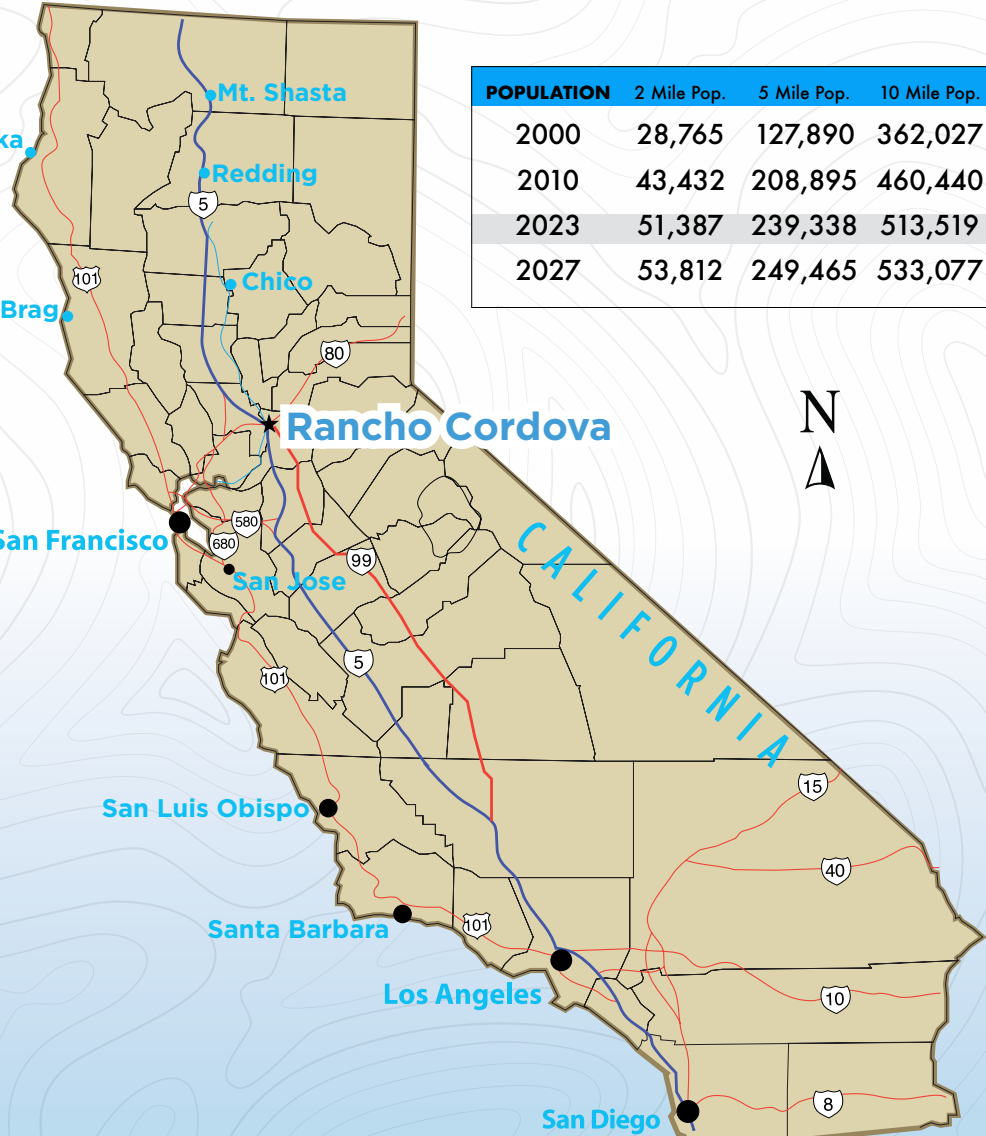 POPULATION 2 Mile Pop. 5 Mile Pop. 10 Mile Pop.
2000 28,765 127,890 362,027
2010 43,432 208,895 460,440
2023 51,387 239,338 513,519
2027 53,812 249,465 533,077
Mt. Shasta
ka
Redding
5
101
Chico
Brag
80
N
Rancho Cordova
San Francisco
580
680
99
San Jose
CALIFORNIA
5
101
15
San Luis Obispo
40
Santa Barbara
101
Los Angeles
10
San Diego
8